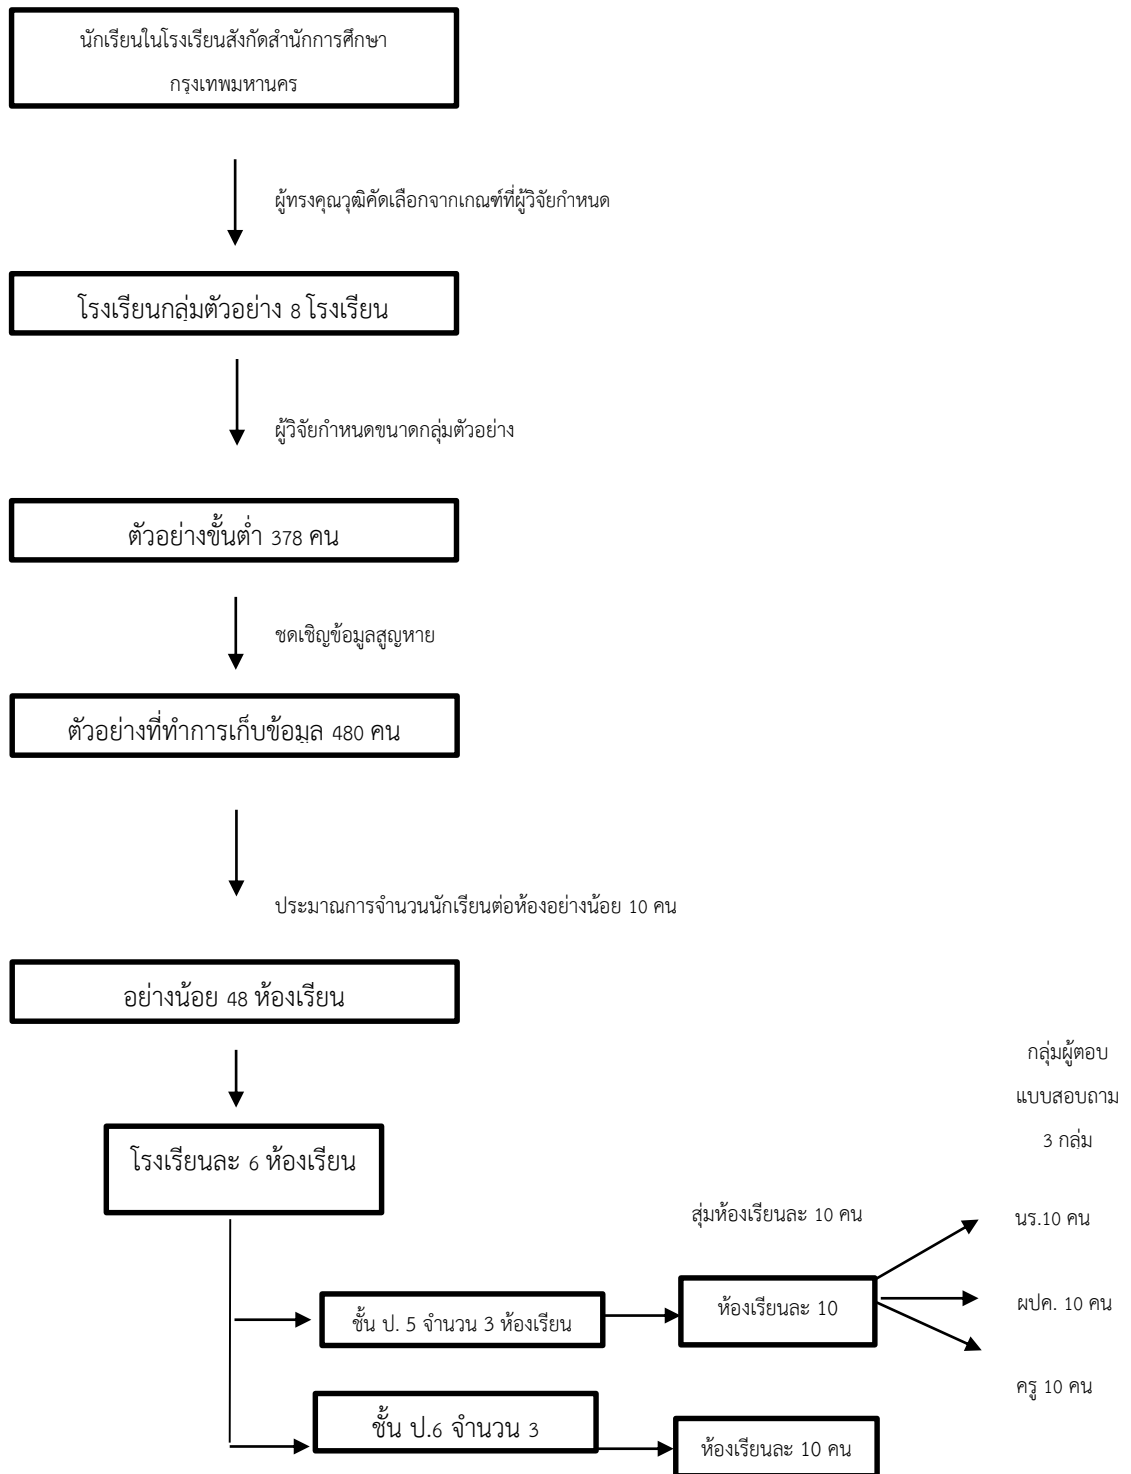 นักเรียนในโรงเรียนสังกัดสำนักการศึกษา
กรุงเทพมหานคร
ผู้ทรงคุณวุฒิคัดเลือกจากเกณฑ์ที่ผู้วิจัยกำหนด
โรงเรียนกลุ่มตัวอย่าง 8 โรงเรียน
ผู้วิจัยกำหนดขนาดกลุ่มตัวอย่าง
ตัวอย่างขั้นต่ำ 378 คน
ชดเชิญข้อมูลสูญหาย
ตัวอย่างที่ทำการเก็บข้อมูล 480 คน
ประมาณการจำนวนนักเรียนต่อห้องอย่างน้อย 10 คน
อย่างน้อย 48 ห้องเรียน
กลุ่มผู้ตอบ
แบบสอบถาม
3 กลุ่ม
โรงเรียนละ 6 ห้องเรียน
สุ่มห้องเรียนละ 10 คน
นร.10 คน
ชั้น ป. 5 จำนวน 3 ห้องเรียน
ห้องเรียนละ 10
ผปค. 10 คน
ครู 10 คน
ชั้น ป.6 จำนวน 3
ห้องเรียนละ 10 คน